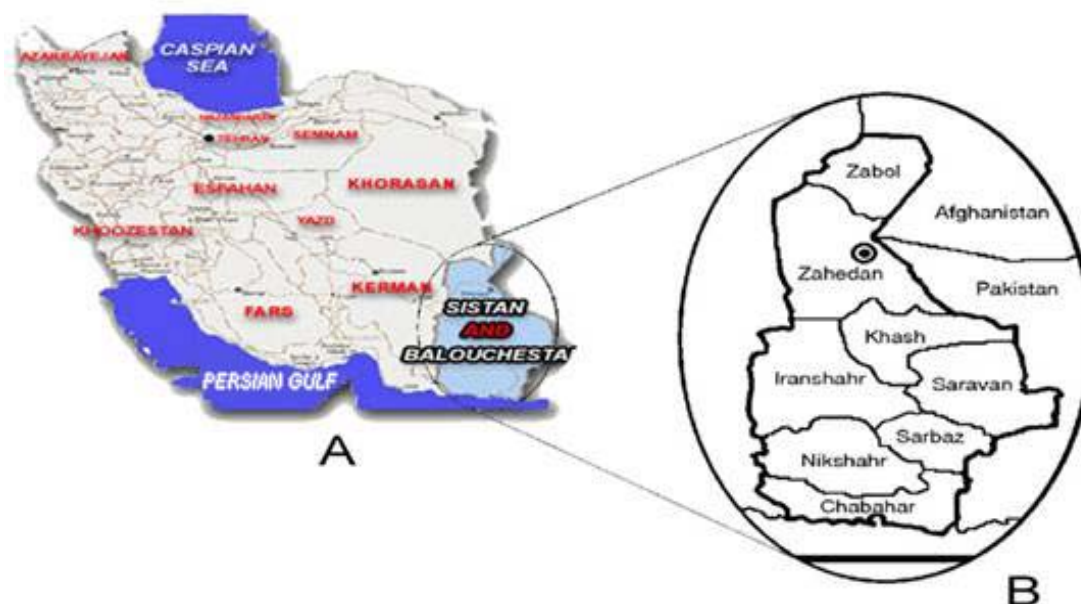 CASPIAN
SEA
AZARBAYEJAN
TEHRAN
SEMNAM
ESPAHAN
KHORASAN
YAZD
KHOOZESTAN
KERMAN
FARS
SISTAN
AND
BALOUCHESTA
PERSIAN GULF
A
Zabol
Afghanistan
Zahedan
Pakistan
Khash
Iranshahr
Saravan
Sarbaz
Nikshahr
Chabahar
B